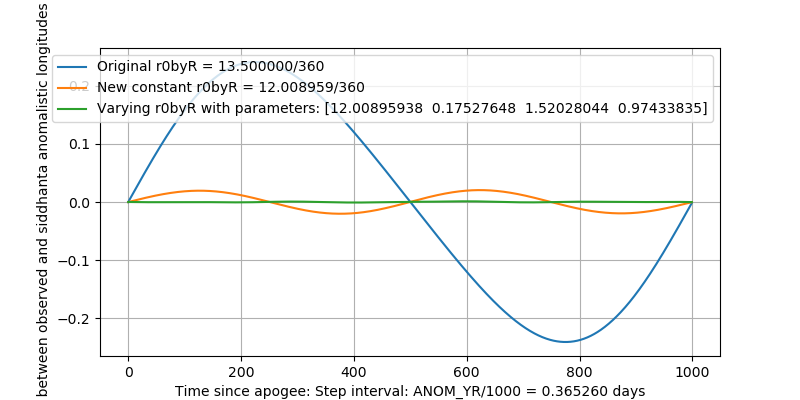 between observed and siddhanta anomalistic longitudes
Original r0byR = 13.500000/360
New constant r0byR = 12.008959/360
Varying r0byR with parameters: [12.00895938 0.17527648 1.52028044 0.97433835]
0.2
0.1
0.0
−0.1
−0.2
0 200 400 600 800 1000
Time since apogee: Step interval: ANOM_YR/1000 = 0.365260 days